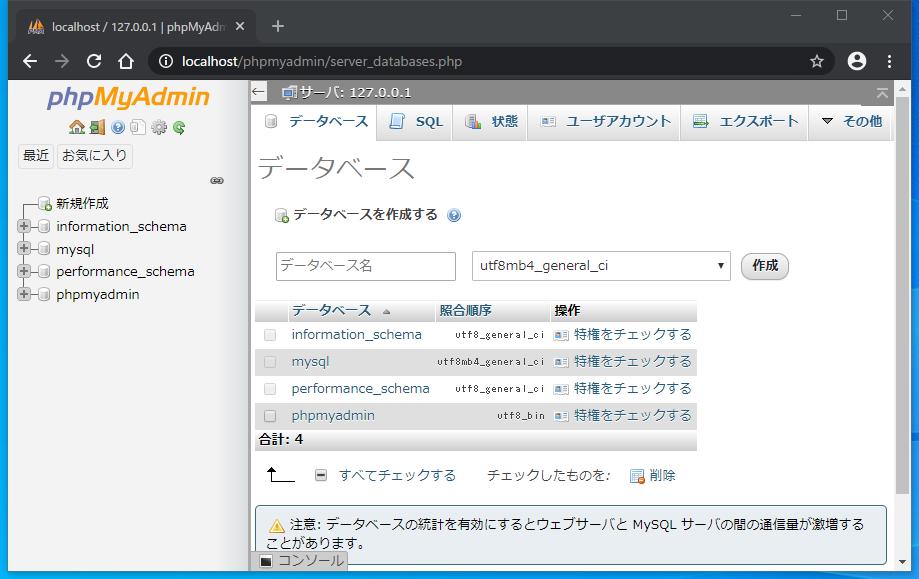 localhost / 127.0.0.1 | phpMyAdm
localhost/phpmyadmin/server_databases.php
phpMyAdmin
最近 お気に入り
新規作成
information_schema
mysql
performance_schema
phpmyadmin
サーバ: 127.0.0.1
データベース SQL 状態 ユーザアカウント エクスポート その他
データベース
データベースを作成する
データベース名 utf8mb4_general_ci 作成
データベース 照合順序 操作
information_schema utf8_general_ci 特権をチェックする
mysql utf8mb4_general_ci 特権をチェックする
performance_schema utf8_general_ci 特権をチェックする
phpmyadmin utf8_bin 特権をチェックする
合計: 4
すべてチェックする チェックしたものを: 削除
注意: データベースの統計を有効にするとウェブサーバと MySQL サーバの間の通信量が激増する
ことがあります。
コンソール